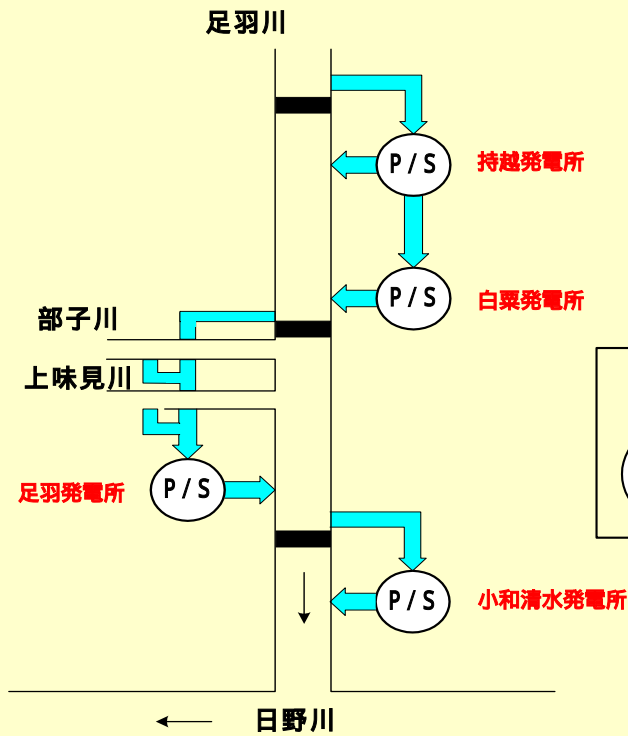 足羽川
P / S
持越発電所
P / S
白粟発電所
部子川
上味見川
足羽発電所
P / S
P / S
小和清水発電所
日野川